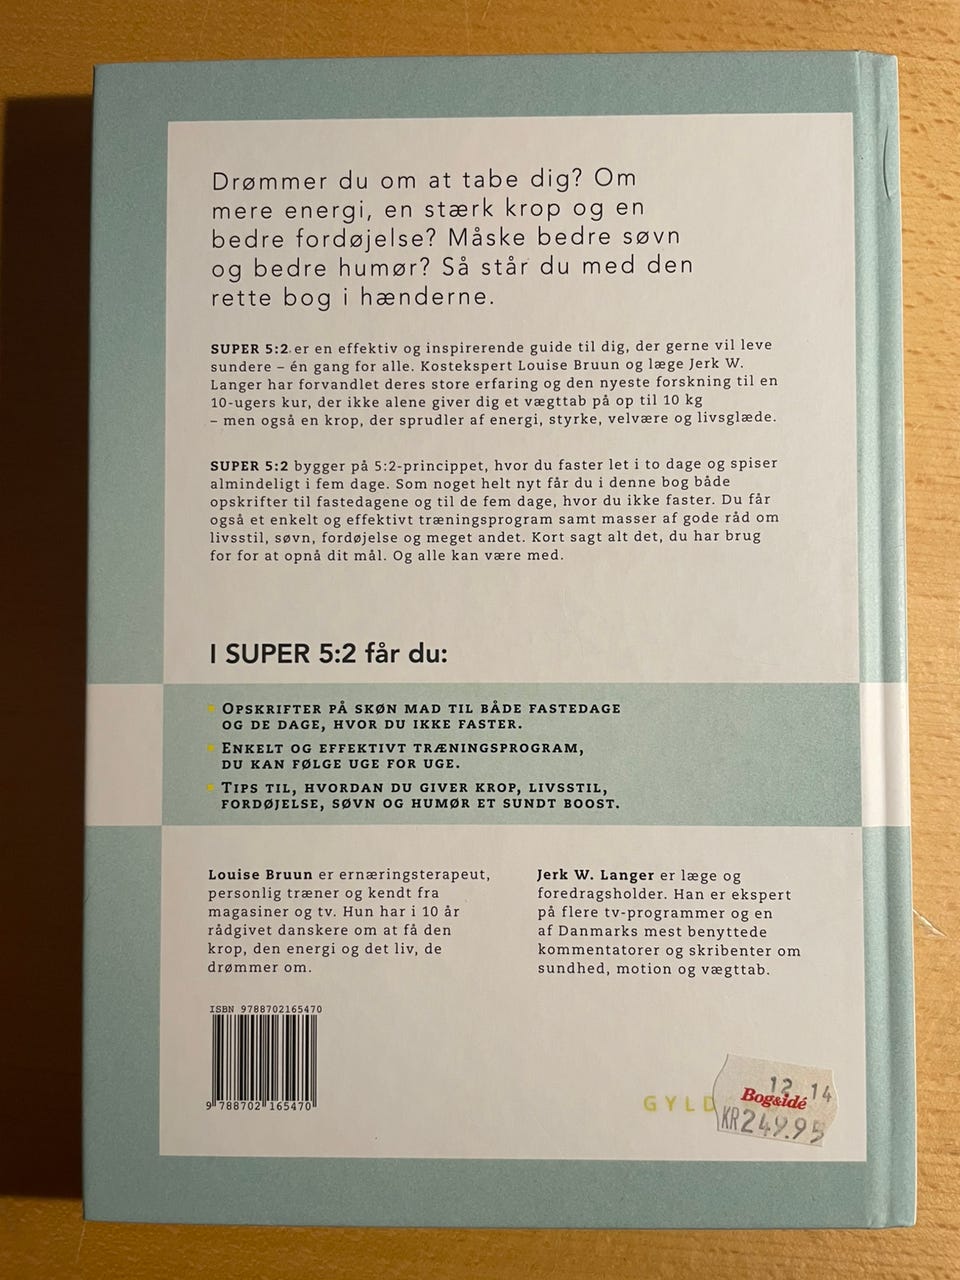 Drømmer du om at tabe dig? Om
mere energi, en stærk krop og en
bedre fordøjelse? Måske bedre søvn
og bedre humør? Så står du med den
rette bog i hænderne.
SUPER 5:2 er en effektiv og inspirerende guide til dig, der gerne vil leve
sundere – én gang for alle. Kostekspert Louise Bruun og læge Jerk W.
Langer har forvandlet deres store erfaring og den nyeste forskning til en
10-ugers kur, der ikke alene giver dig et vægttab på op til 10 kg
– men også en krop, der sprudler af energi, styrke, velvære og livsglæde.
SUPER 5:2 bygger på 5:2-princippet, hvor du faster let i to dage og spiser
almindeligt i fem dage. Som noget helt nyt får du i denne bog både
opskrifter til fastedagene og til de fem dage, hvor du ikke faster. Du får
også et enkelt og effektivt træningsprogram samt masser af gode råd om
livsstil, søvn, fordøjelse og meget andet. Kort sagt alt det, du har brug
for for at opnå dit mål. Og alle kan være med.
I SUPER 5:2 får du:
OPSKRIFTER PÅ SKØN MAD TIL BÅDE FASTEDAGE
OG DE DAGE, HVOR DU IKKE FASTER.
ENKELT OG EFFEKTIVT TRÆNINGSPROGRAM,
DU KAN FØLGE UGE FOR UGE.
TIPS TIL, HVORDAN DU GIVER KROP, LIVSSTIL,
FORDØJELSE, SØVN OG HUMØR ET SUNDT BOOST.
Louise Bruun er ernæringsterapeut,
personlig træner og kendt fra
magasiner og tv. Hun har i 10 år
rådgivet danskere om at få den
krop, den energi og det liv, de
drømmer om.
Jerk W. Langer er læge og
foredragsholder. Han er ekspert
på flere tv-programmer og en
af Danmarks mest benyttede
kommentatorer og skribenter om
sundhed, motion og vægttab.
ISBN 9788702165470
9 788702 165470
GYLD
12 14
Bog&idé
KR249.95